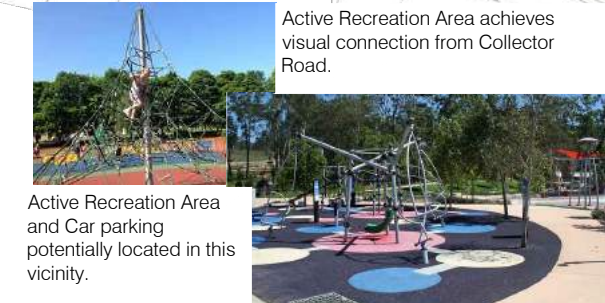 Active Recreation Area achieves
visual connection from Collector
Road.
Active Recreation Area
and Car parking
potentially located in this
vicinity.